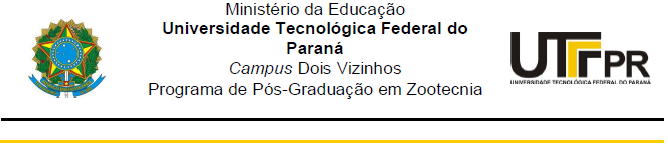 Ministério da Educação
Universidade Tecnológica Federal do
Paraná
Campus Dois Vizinhos
Programa de Pós-Graduação em Zootecnia
UTFPR
UNIVERSIDADE TECNOLÓGICA FEDERAL DO PARANÁ